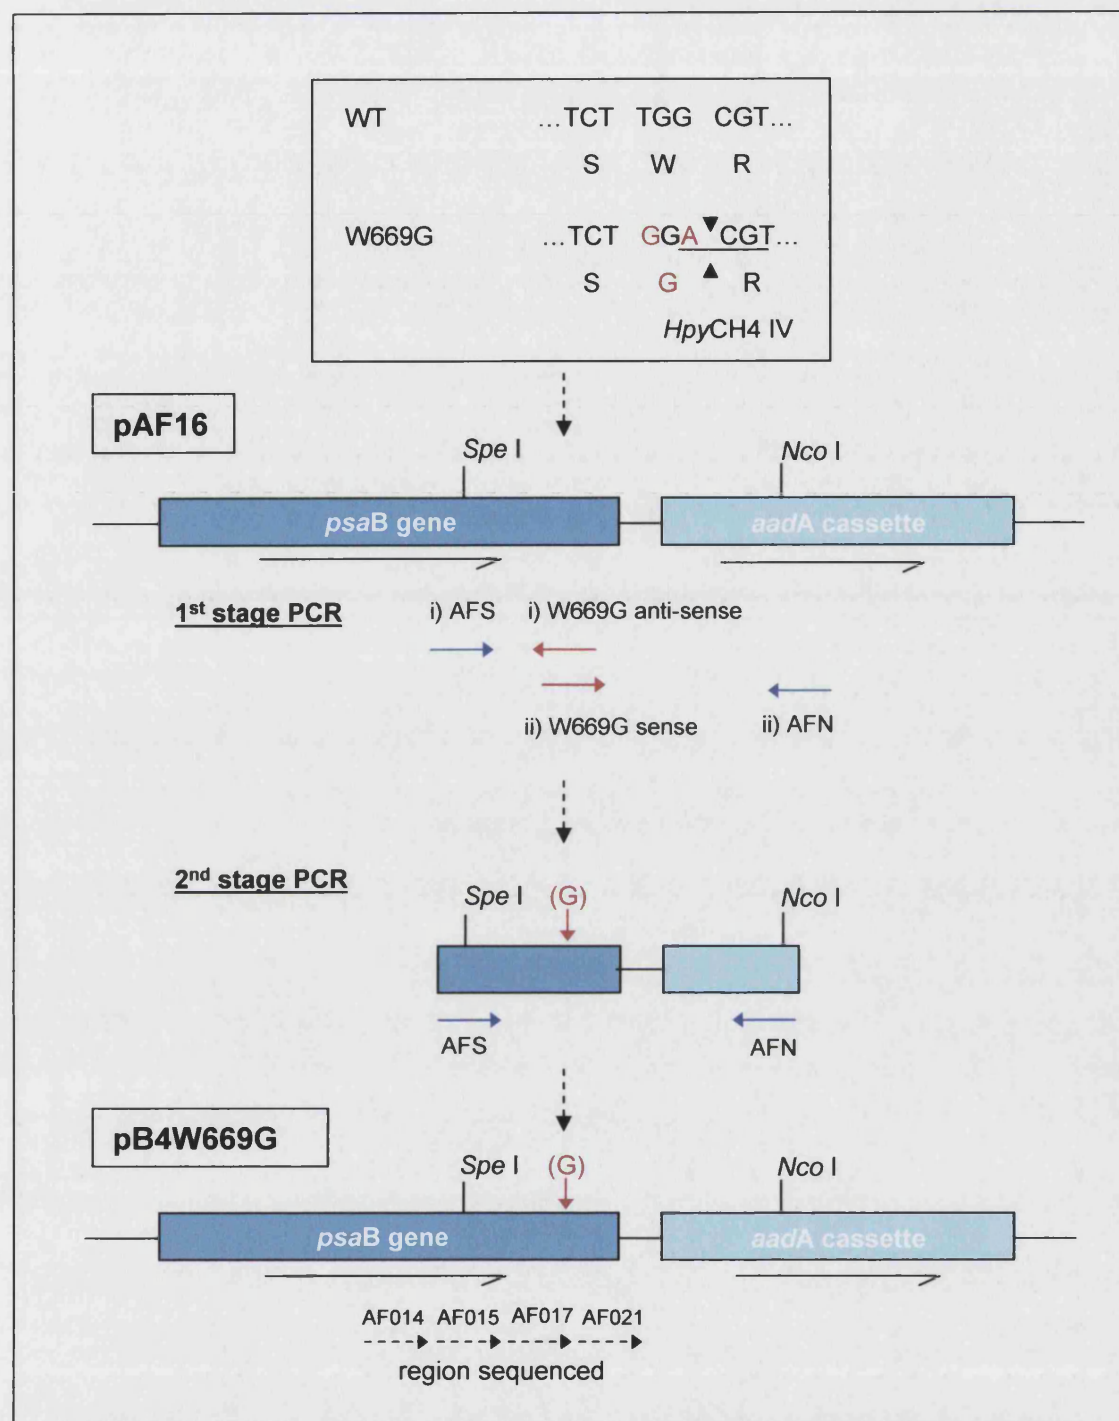 WT ...TCT TGG CGT...
S W R
W669G ...TCT GGA CGT...
S G R
HpyCH4 IV
pAF16
Spe I Nco I
psaB gene aadA cassette
1st stage PCR
i) AFS i) W669G anti-sense
ii) W669G sense ii) AFN
2nd stage PCR
Spe I (G) Nco I
AFS AFN
pB4W669G
Spe I (G) Nco I
psaB gene aadA cassette
AF014 AF015 AF017 AF021
region sequenced